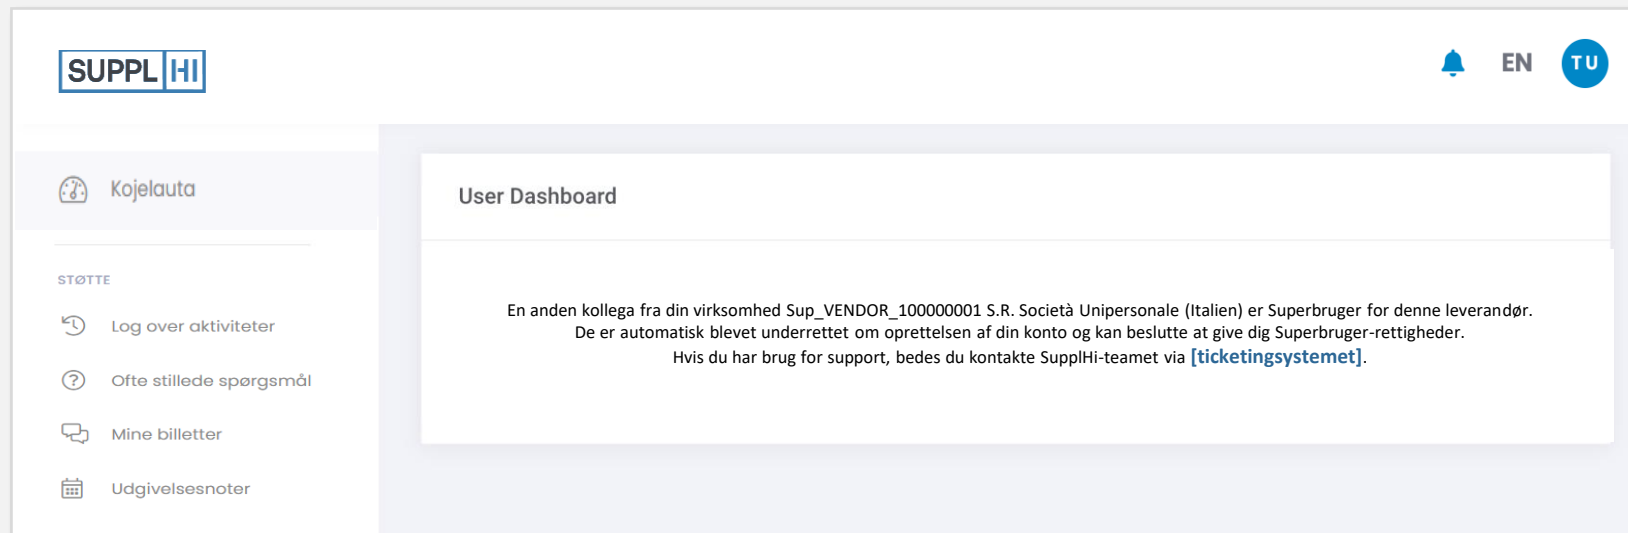 SUPPLHI
EN
TU
Kojelauta
User Dashboard
STØTTE
Log over aktiviteter
Ofte stillede spørgsmål
Mine billetter
Udgivelsesnoter
En anden kollega fra din virksomhed Sup_VENDOR_100000001 S.R. Società Unipersonale (Italien) er Superbruger for denne leverandør.
De er automatisk blevet underrettet om oprettelsen af din konto og kan beslutte at give dig Superbruger-rettigheder.
Hvis du har brug for support, bedes du kontakte SupplHi-teamet via [ticketingsystemet].